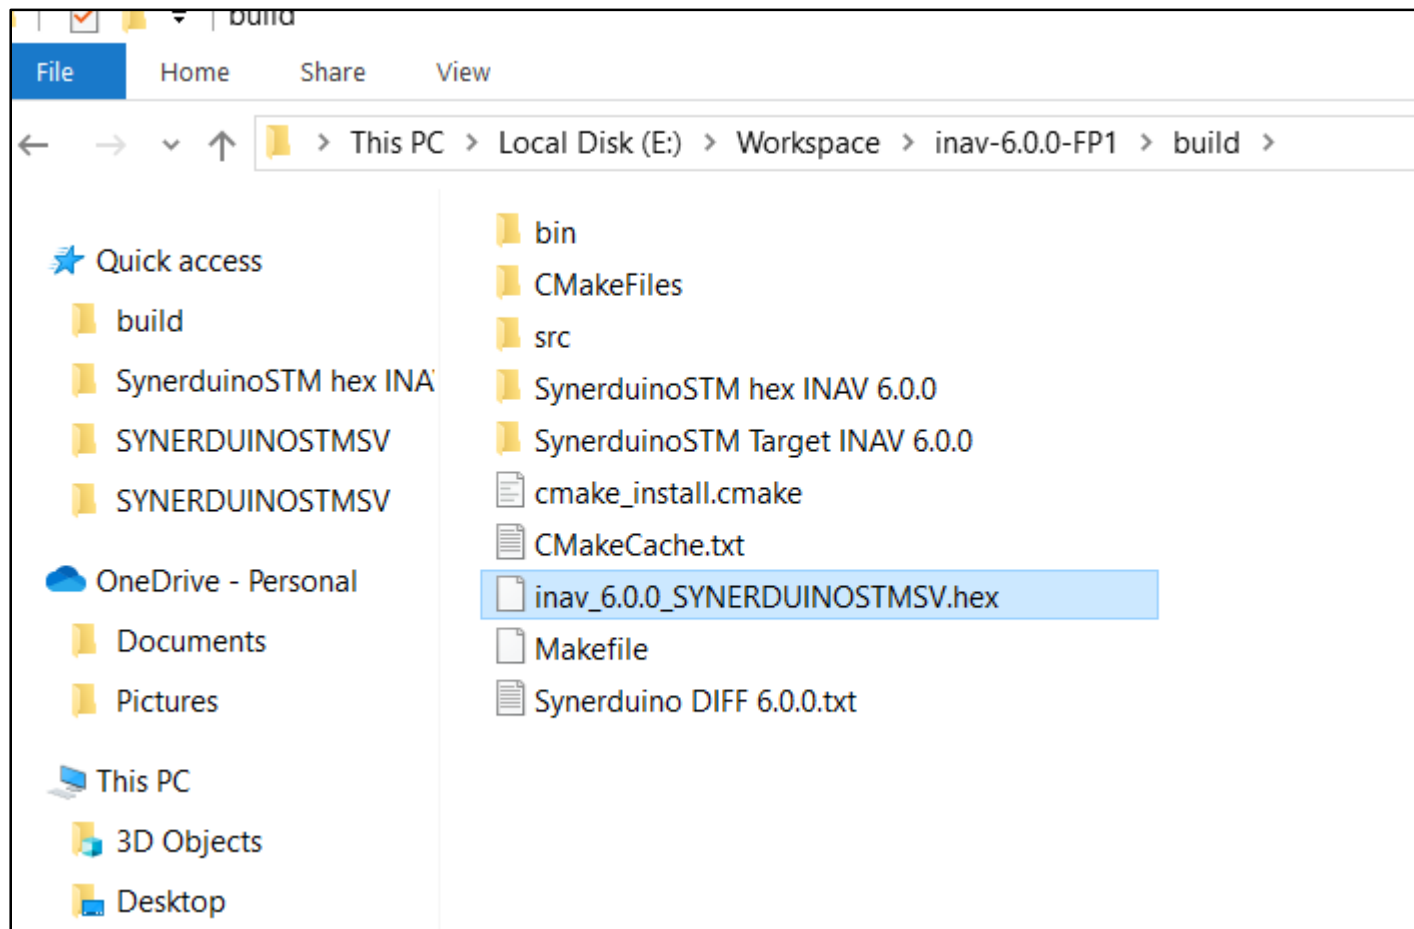 build
File Home Share View
This PC > Local Disk (E:) > Workspace > inav-6.0.0-FP1 > build >
Quick access
build
SynerduinoSTM hex INA
SYNERDUINOSTMSV
SYNERDUINOSTMSV
OneDrive - Personal
Documents
Pictures
This PC
3D Objects
Desktop
bin
CMakeFiles
src
SynerduinoSTM hex INAV 6.0.0
SynerduinoSTM Target INAV 6.0.0
cmake_install.cmake
CMakeCache.txt
inav_6.0.0_SYNERDUINOSTMSV.hex
Makefile
Synerduino DIFF 6.0.0.txt